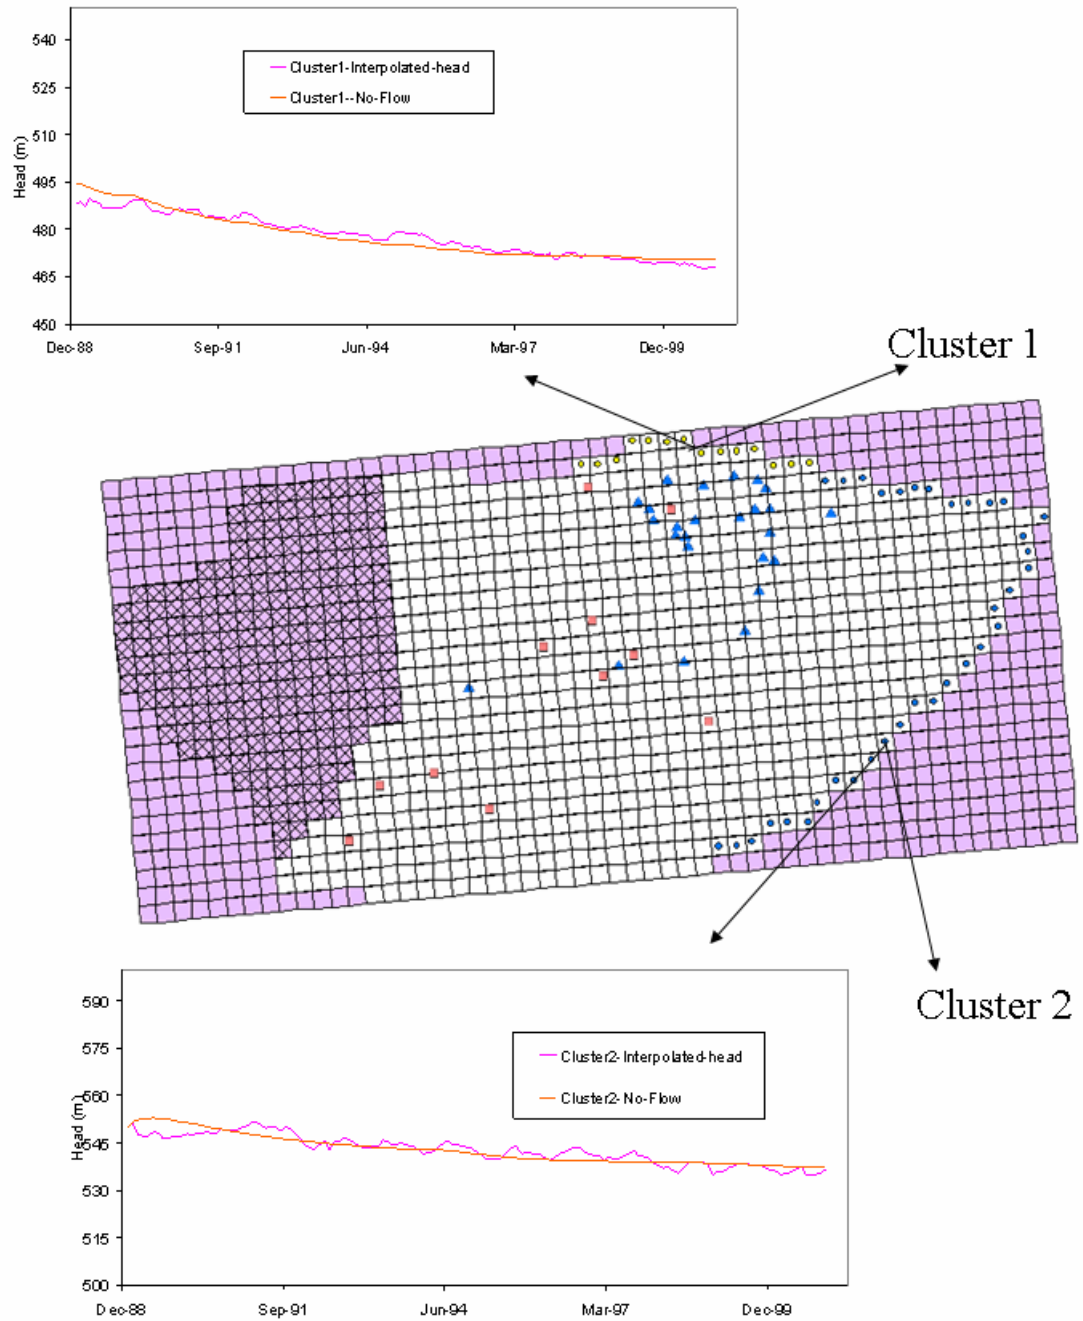 540
525
510
495
480
465
450
Head (m)
Cluster1-Interpolated-head
Cluster1--No-Flow
Dec-88 Sep-91 Jun-94 Mar-97 Dec-99
Cluster 1
Cluster 2
590
575
560
545
530
515
500
Head (m)
Cluster2-Interpolated-head
Cluster2-No-Flow
Dec-88 Sep-91 Jun-94 Mar-97 Dec-99